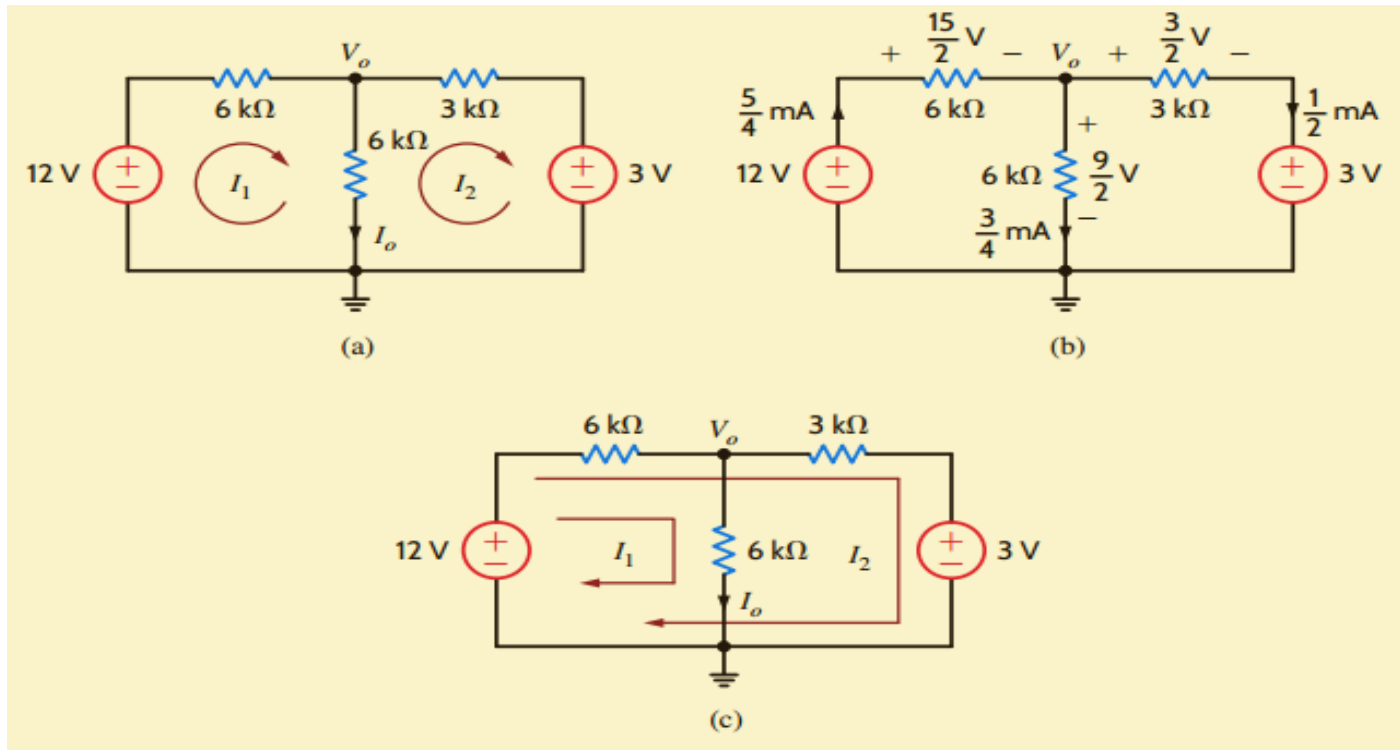 V_o
6 kΩ
3 kΩ
6 kΩ
12 V
+
−
I_1
I_2
+
−
3 V
I_o
(a)
+ 15/2 V −
V_o
+ 3/2 V −
6 kΩ
3 kΩ
5/4 mA
1/2 mA
12 V
+
−
+
6 kΩ
9/2 V
−
3/4 mA
+
−
3 V
(b)
6 kΩ
V_o
3 kΩ
12 V
+
−
I_1
6 kΩ
I_2
+
−
3 V
I_o
(c)